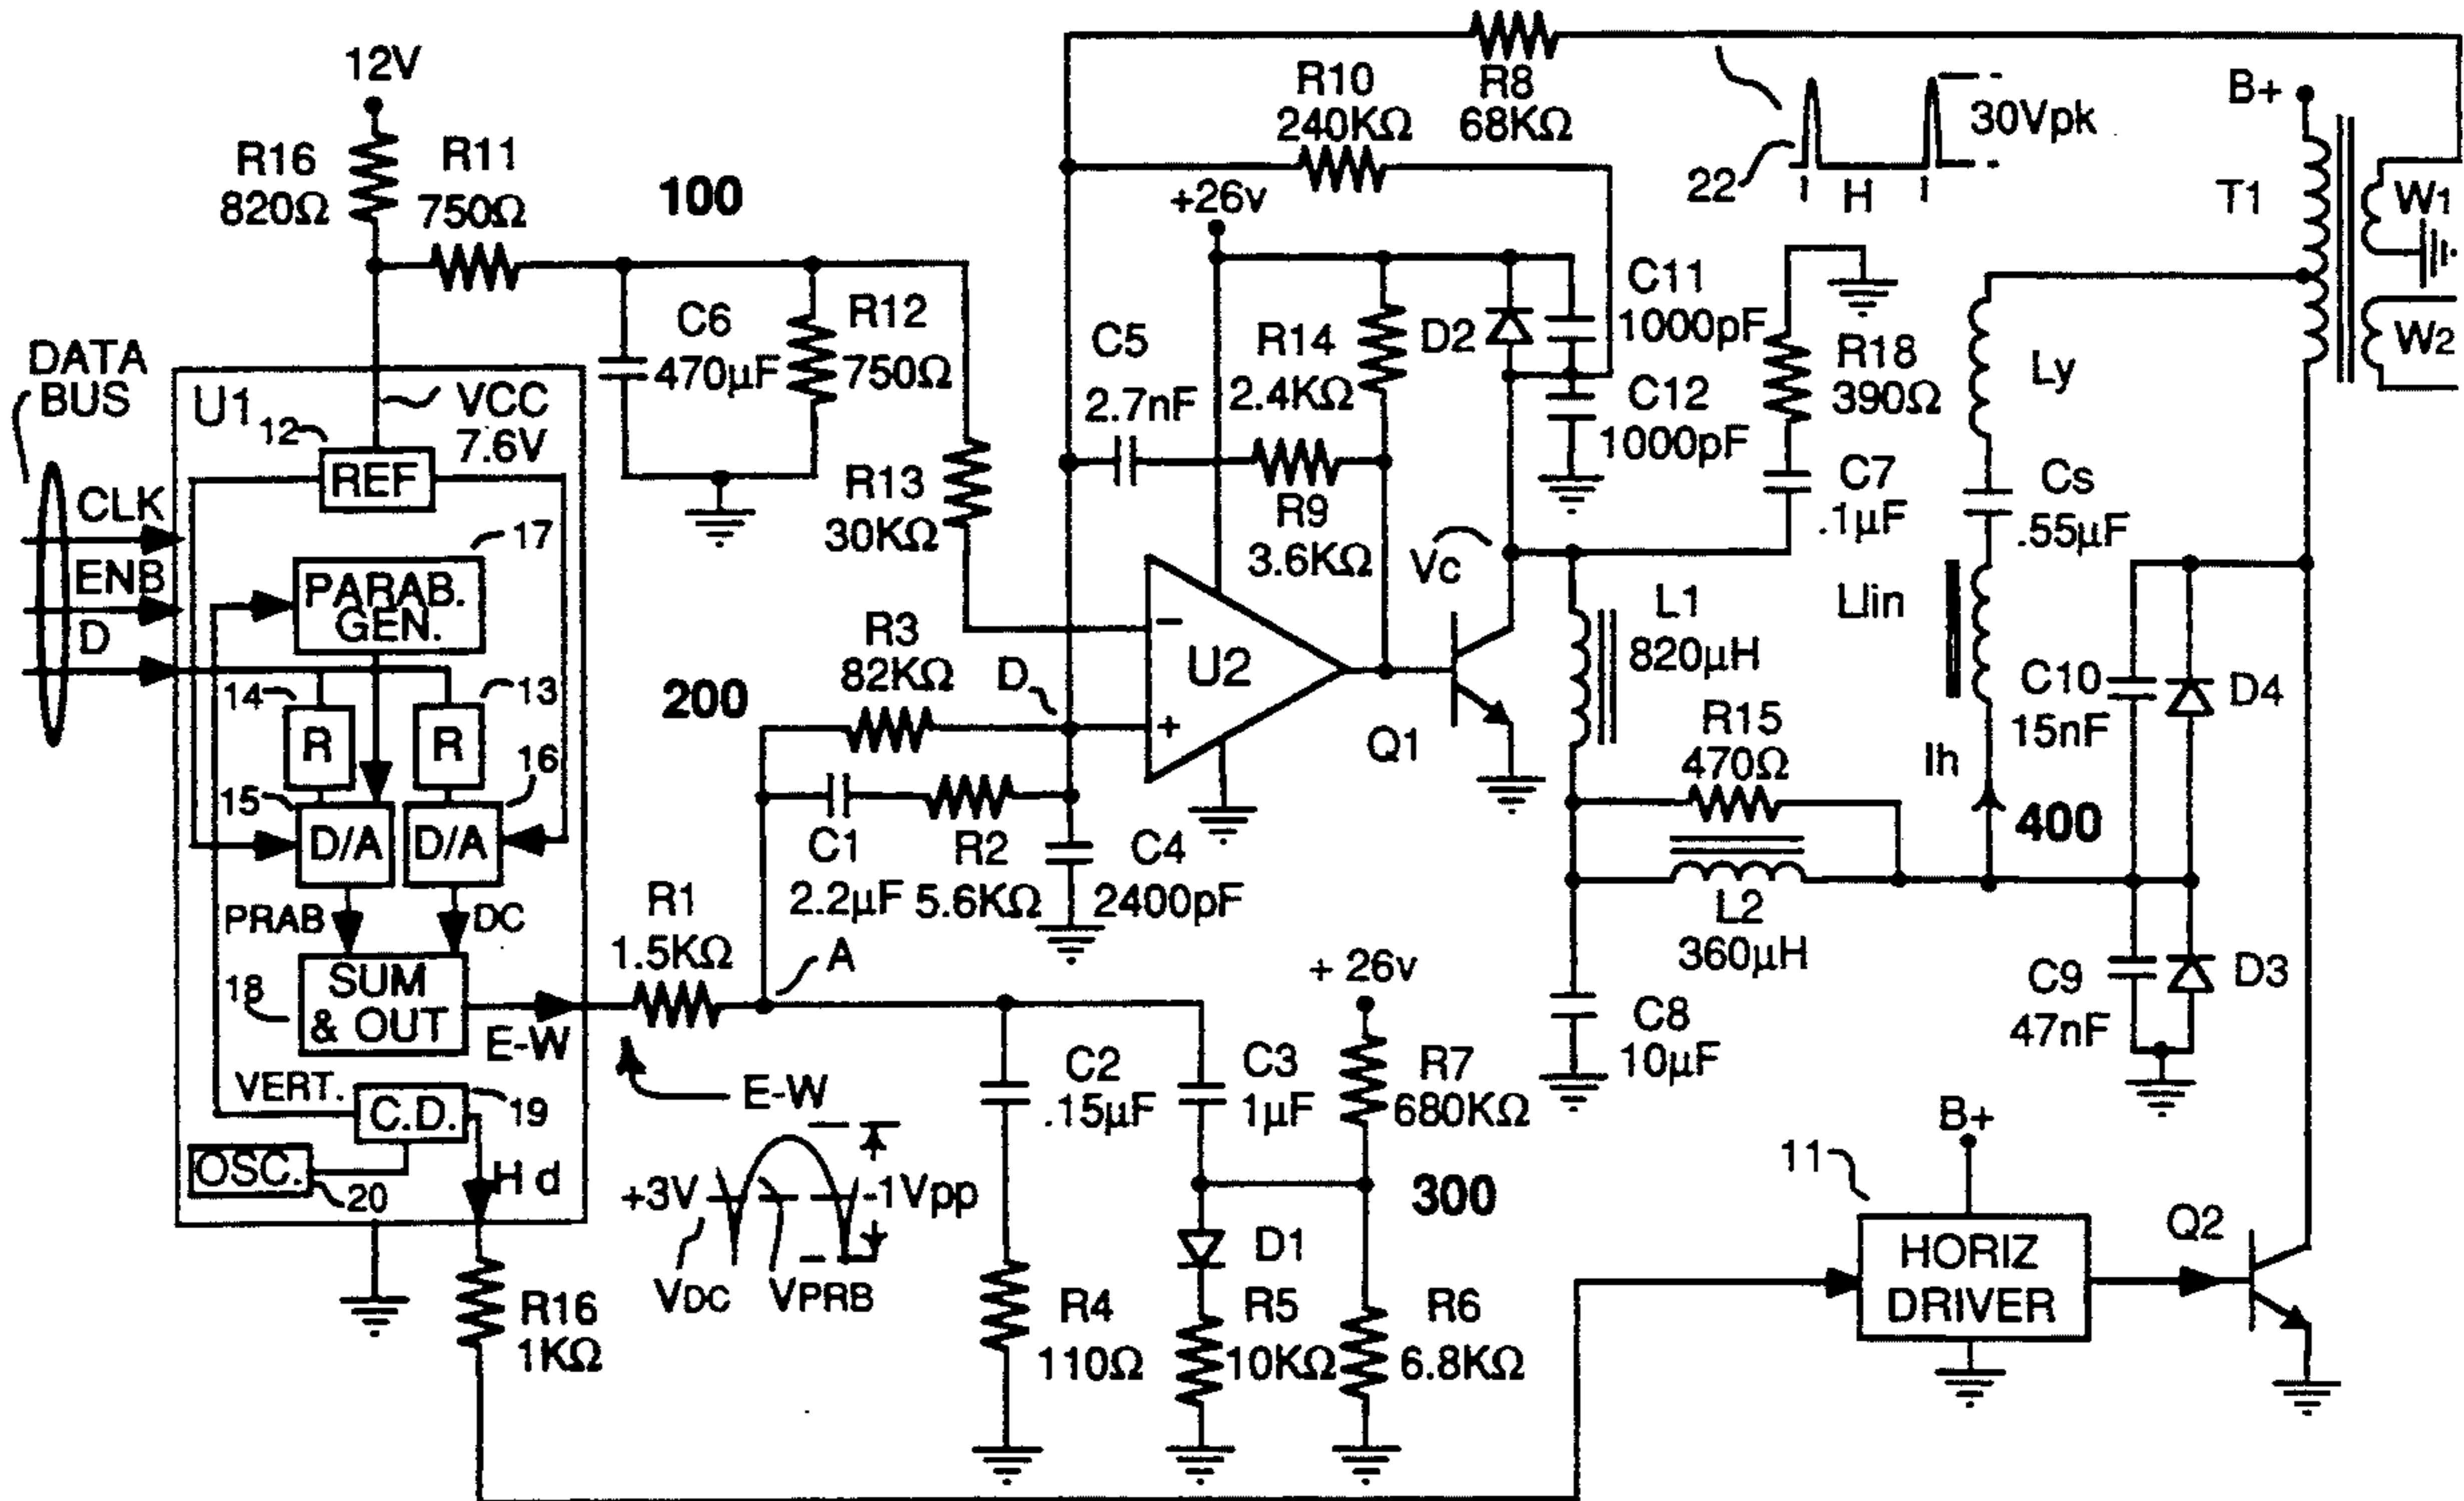 12V
R16
820Ω
R11
750Ω
100
R10
240KΩ
R8
68KΩ
22
H
30Vpk
B+
T1
W1
W2
+26v
C6
470µF
R12
750Ω
C5
2.7nF
R14
2.4KΩ
D2
C11
1000pF
C12
1000pF
R18
390Ω
C7
.1µF
Ly
Cs
.55µF
Llin
DATA
BUS
CLK
ENB
D
U1
12
VCC
7.6V
REF
17
PARAB.
GEN.
14
13
R
R
15
16
D/A
D/A
PRAB
DC
18
SUM
& OUT
E-W
VERT.
C.D.
19
OSC.
20
Hd
R13
30KΩ
R9
3.6KΩ
Vc
200
R3
82KΩ
D
−
+
U2
Q1
L1
820µH
R15
470Ω
Ih
400
C10
15nF
D4
C1
2.2µF
R2
5.6KΩ
C4
2400pF
L2
360µH
C8
10µF
C9
47nF
D3
R1
1.5KΩ
A
E-W
+3V
1Vpp
VDC
VPRB
C2
.15µF
C3
1µF
+ 26v
R7
680KΩ
300
D1
R4
110Ω
R5
10KΩ
R6
6.8KΩ
R16
1KΩ
B+
11
HORIZ
DRIVER
Q2